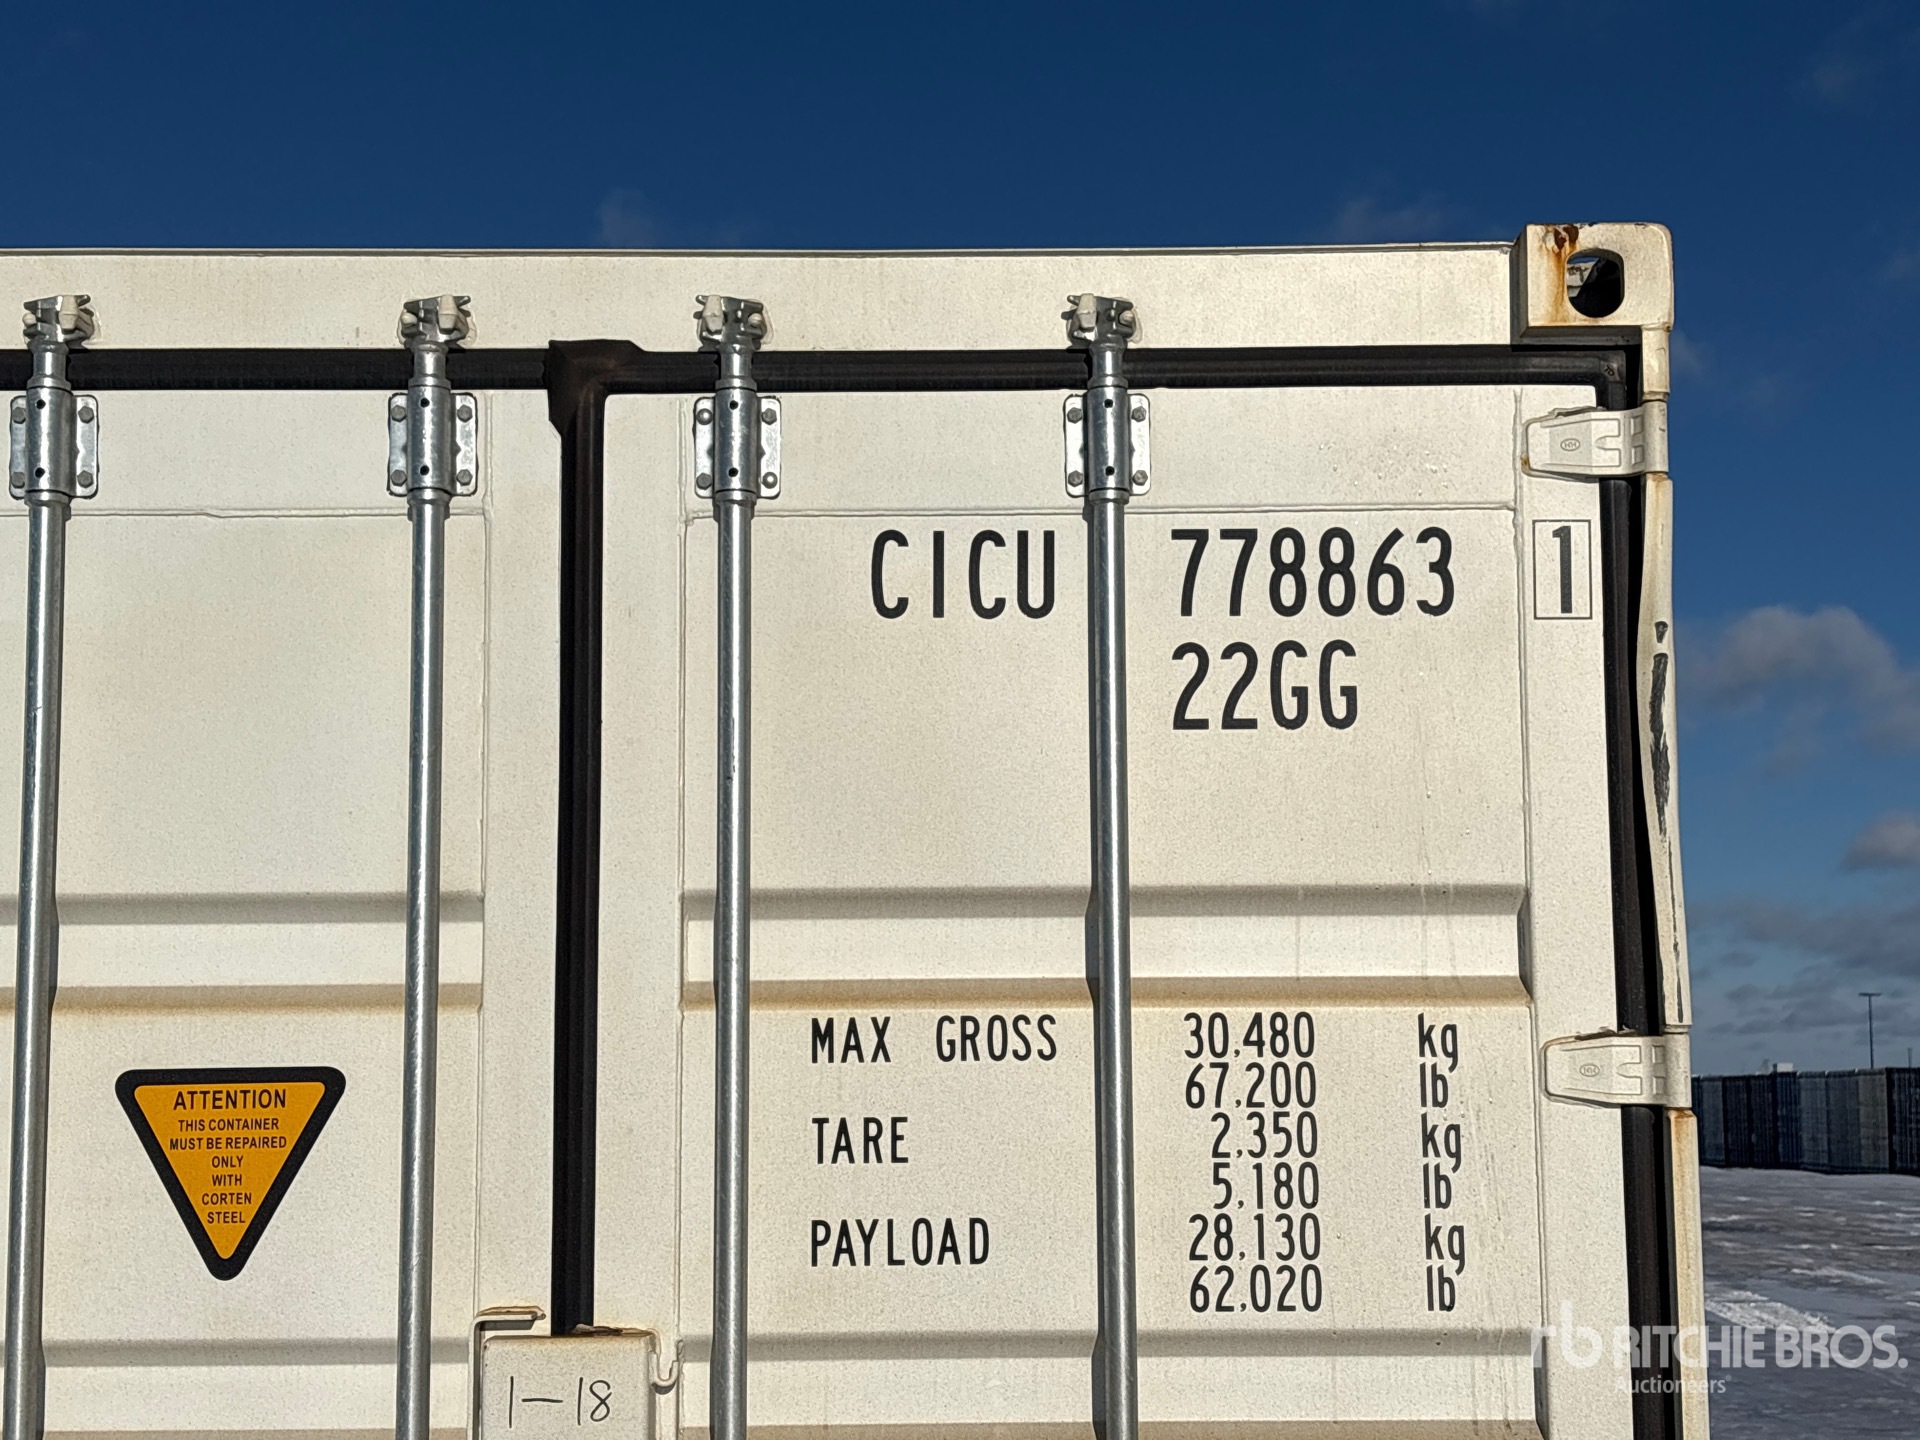 CICU 778863 1
22GG
MAX GROSS 30,480 kg
67,200 lb
TARE 2,350 kg
5,180 lb
PAYLOAD 28,130 kg
62,020 lb
ATTENTION
THIS CONTAINER
MUST BE REPAIRED
ONLY
WITH
CORTEN
STEEL
1-18
rb RITCHIE BROS.
Auctioneers